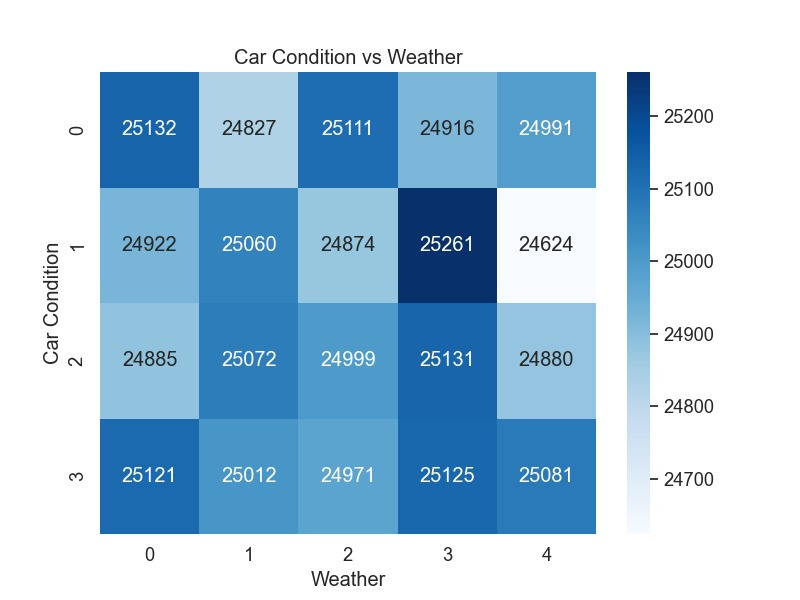 Car Condition vs Weather
Car Condition
0 25132 24827 25111 24916 24991
1 24922 25060 24874 25261 24624
2 24885 25072 24999 25131 24880
3 25121 25012 24971 25125 25081
0 1 2 3 4
Weather
25200
25100
25000
24900
24800
24700